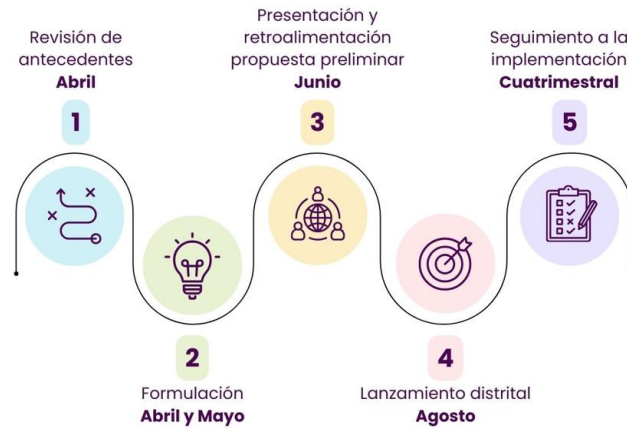 Revisión de
antecedentes
Abril
1
2
Formulación
Abril y Mayo
Presentación y
retroalimentación
propuesta preliminar
Junio
3
4
Lanzamiento distrital
Agosto
Seguimiento a la
implementación
Cuatrimestral
5